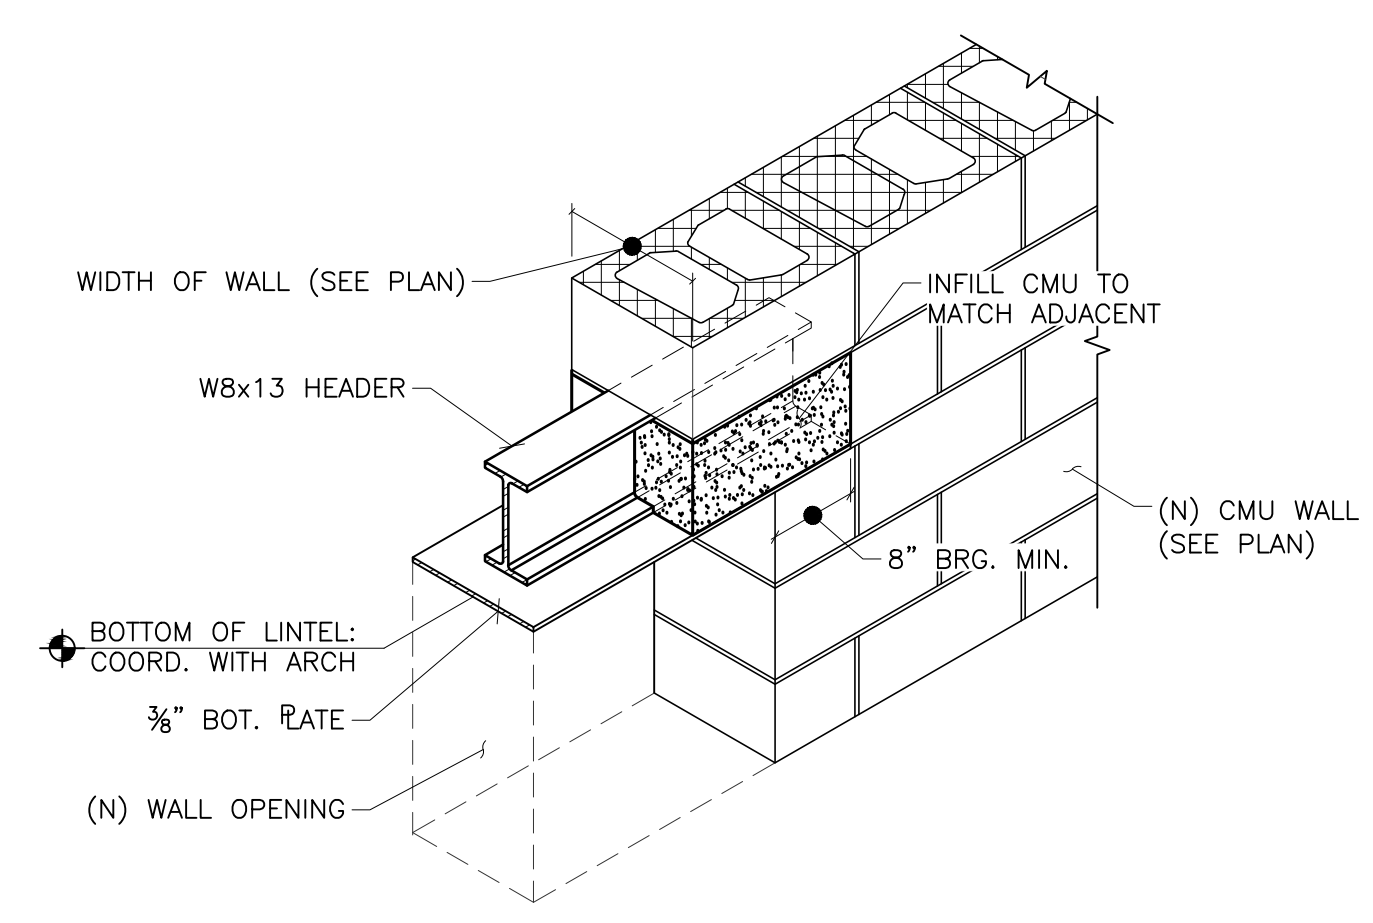 WIDTH OF WALL (SEE PLAN)
INFILL CMU TO
MATCH ADJACENT
W8x13 HEADER
(N) CMU WALL
(SEE PLAN)
8" BRG. MIN.
BOTTOM OF LINTEL:
COORD. WITH ARCH
⅜" BOT. PLATE
(N) WALL OPENING